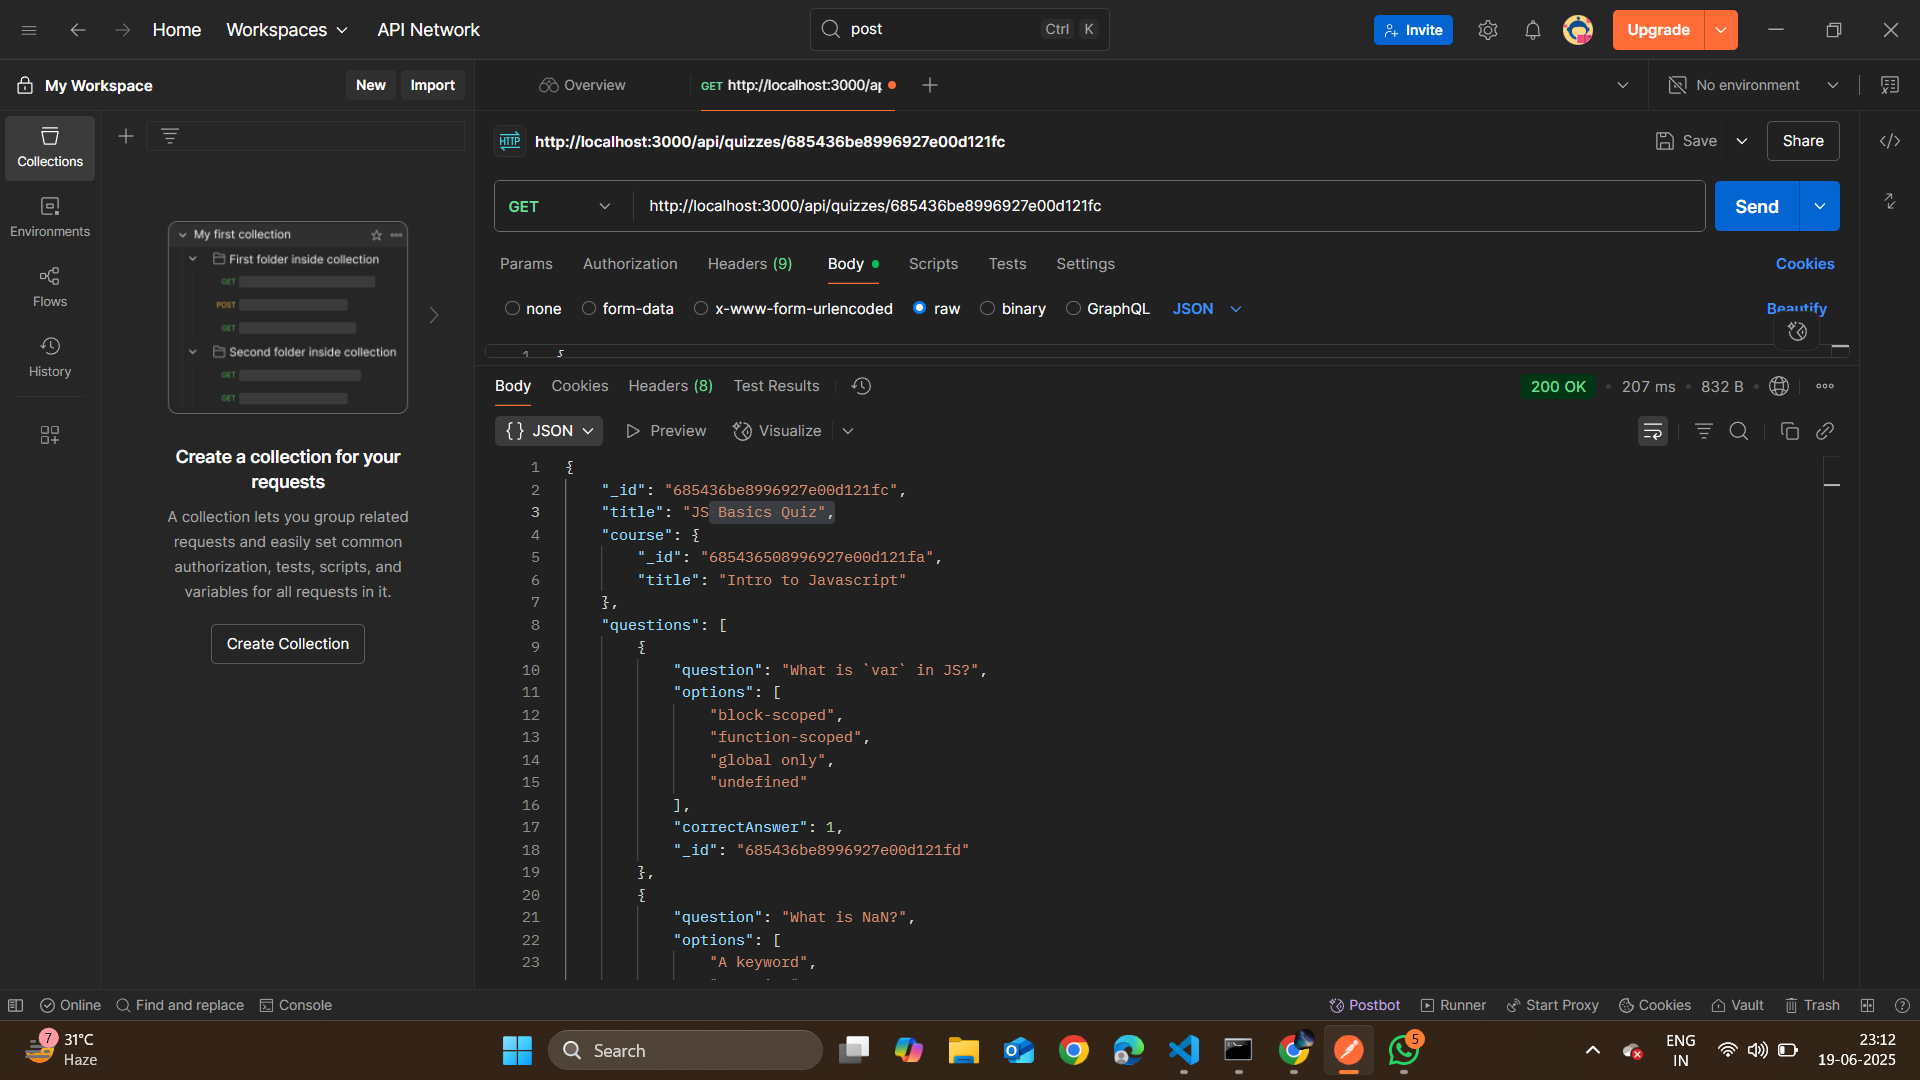 Home
Workspaces
API Network
post
Ctrl K
Invite
Upgrade
My Workspace
New
Import
Overview
GET http://localhost:3000/ap
No environment
Collections
Environments
Flows
History
My first collection
First folder inside collection
GET
POST
GET
Second folder inside collection
GET
GET
Create a collection for your
requests
A collection lets you group related
requests and easily set common
authorization, tests, scripts, and
variables for all requests in it.
Create Collection
HTTP
http://localhost:3000/api/quizzes/685436be8996927e00d121fc
Save
Share
GET
http://localhost:3000/api/quizzes/685436be8996927e00d121fc
Send
Params
Authorization
Headers (9)
Body
Scripts
Tests
Settings
Cookies
none
form-data
x-www-form-urlencoded
raw
binary
GraphQL
JSON
Beautify
1 {
Body
Cookies
Headers (8)
Test Results
200 OK
207 ms
832 B
{} JSON
Preview
Visualize
1 {
2 "_id": "685436be8996927e00d121fc",
3 "title": "JS Basics Quiz",
4 "course": {
5 "_id": "685436508996927e00d121fa",
6 "title": "Intro to Javascript"
7 },
8 "questions": [
9 {
10 "question": "What is `var` in JS?",
11 "options": [
12 "block-scoped",
13 "function-scoped",
14 "global only",
15 "undefined"
16 ],
17 "correctAnswer": 1,
18 "_id": "685436be8996927e00d121fd"
19 },
20 {
21 "question": "What is NaN?",
22 "options": [
23 "A keyword",
Online
Find and replace
Console
Postbot
Runner
Start Proxy
Cookies
Vault
Trash
7
31°C
Haze
Search
5
ENG
IN
23:12
19-06-2025